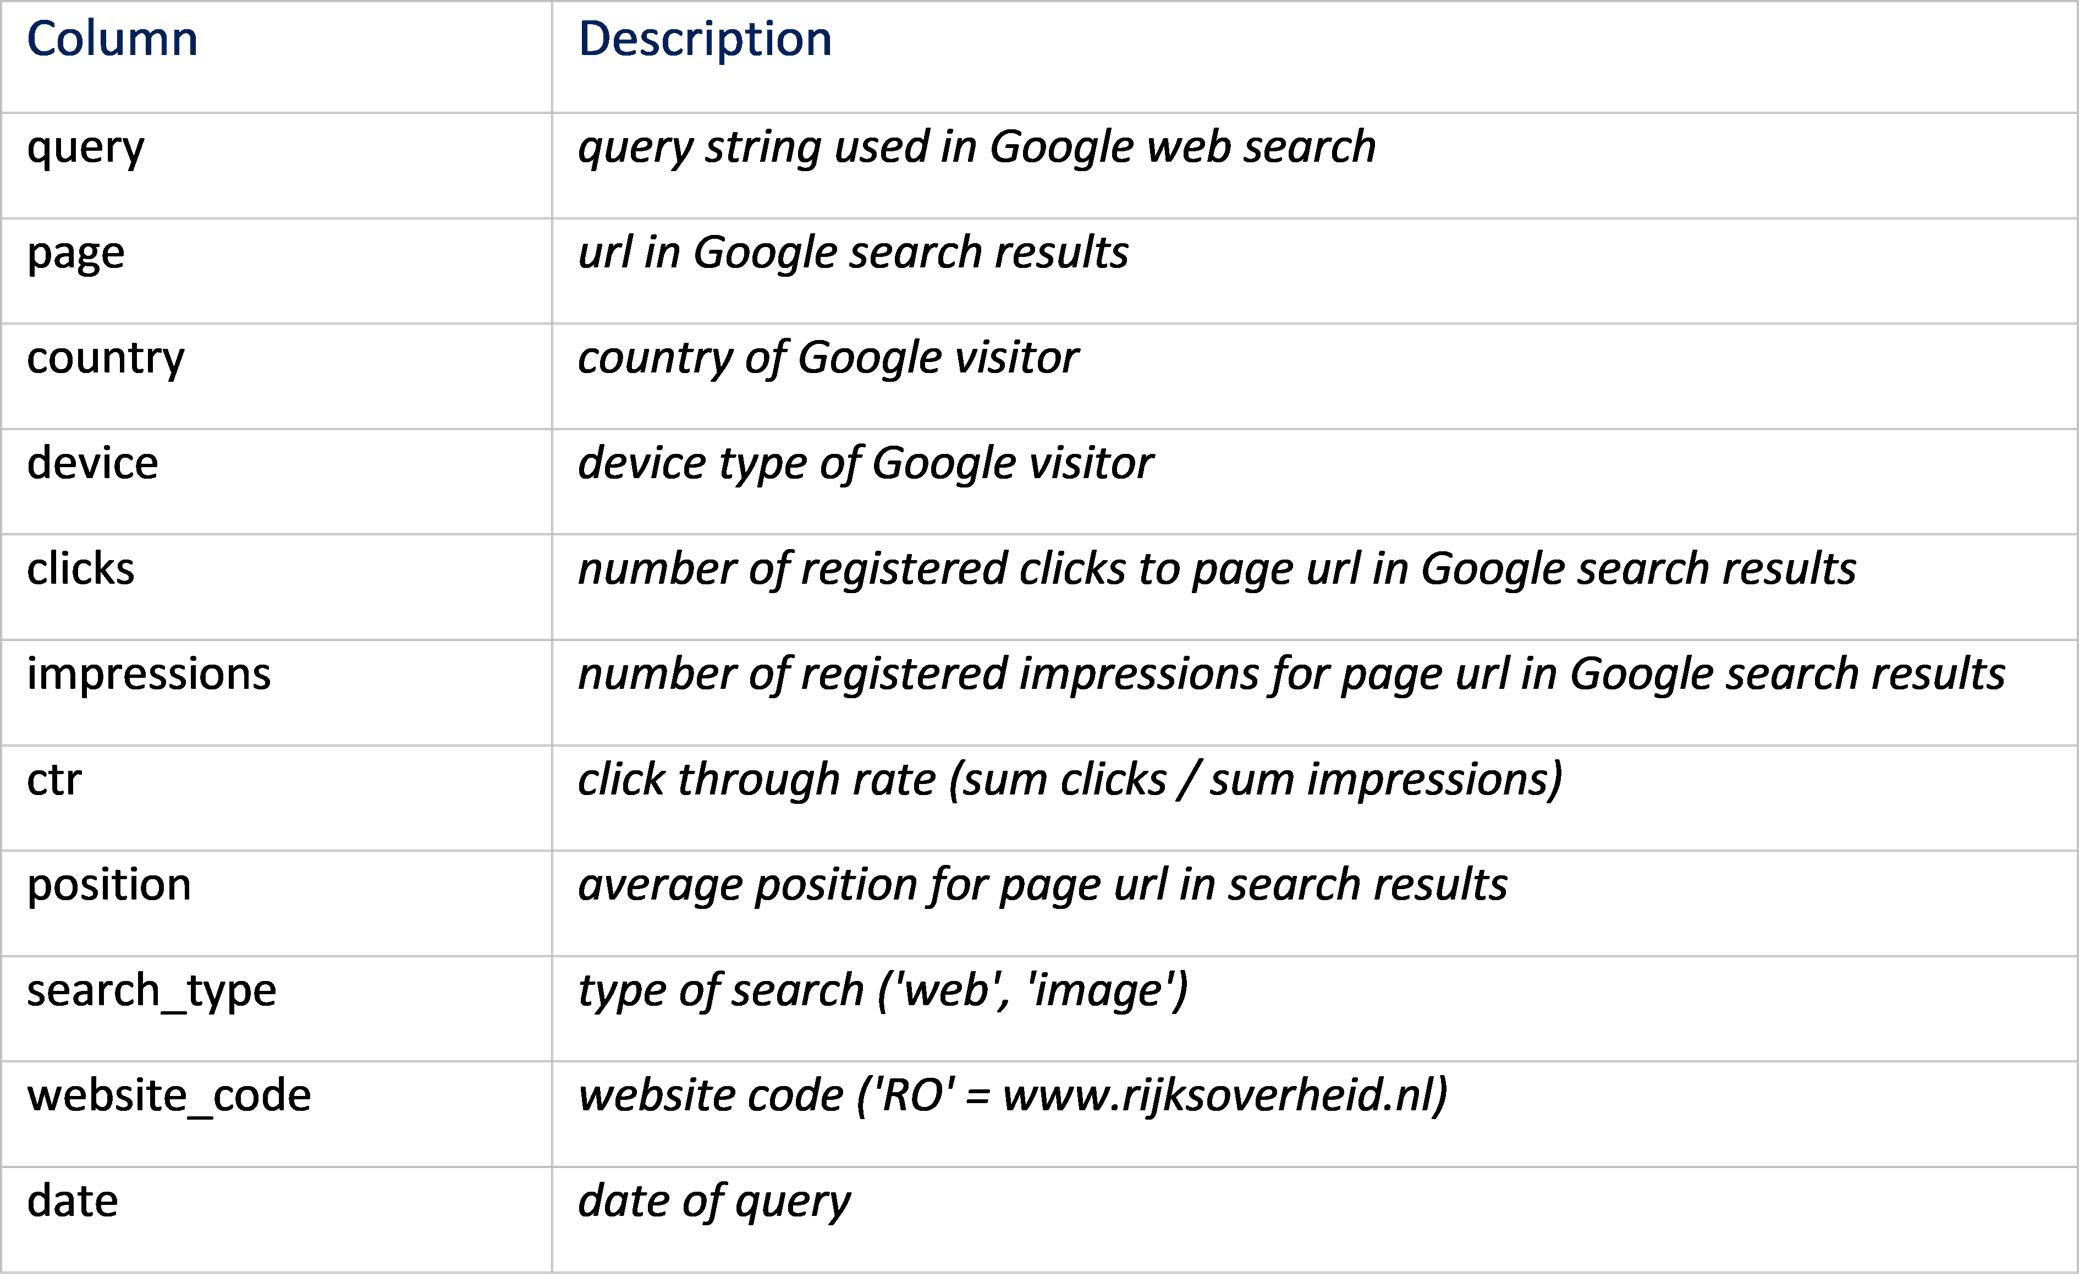 Column Description
query query string used in Google web search
page url in Google search results
country country of Google visitor
device device type of Google visitor
clicks number of registered clicks to page url in Google search results
impressions number of registered impressions for page url in Google search results
ctr click through rate (sum clicks / sum impressions)
position average position for page url in search results
search_type type of search ('web', 'image')
website_code website code ('RO' = www.rijksoverheid.nl)
date date of query